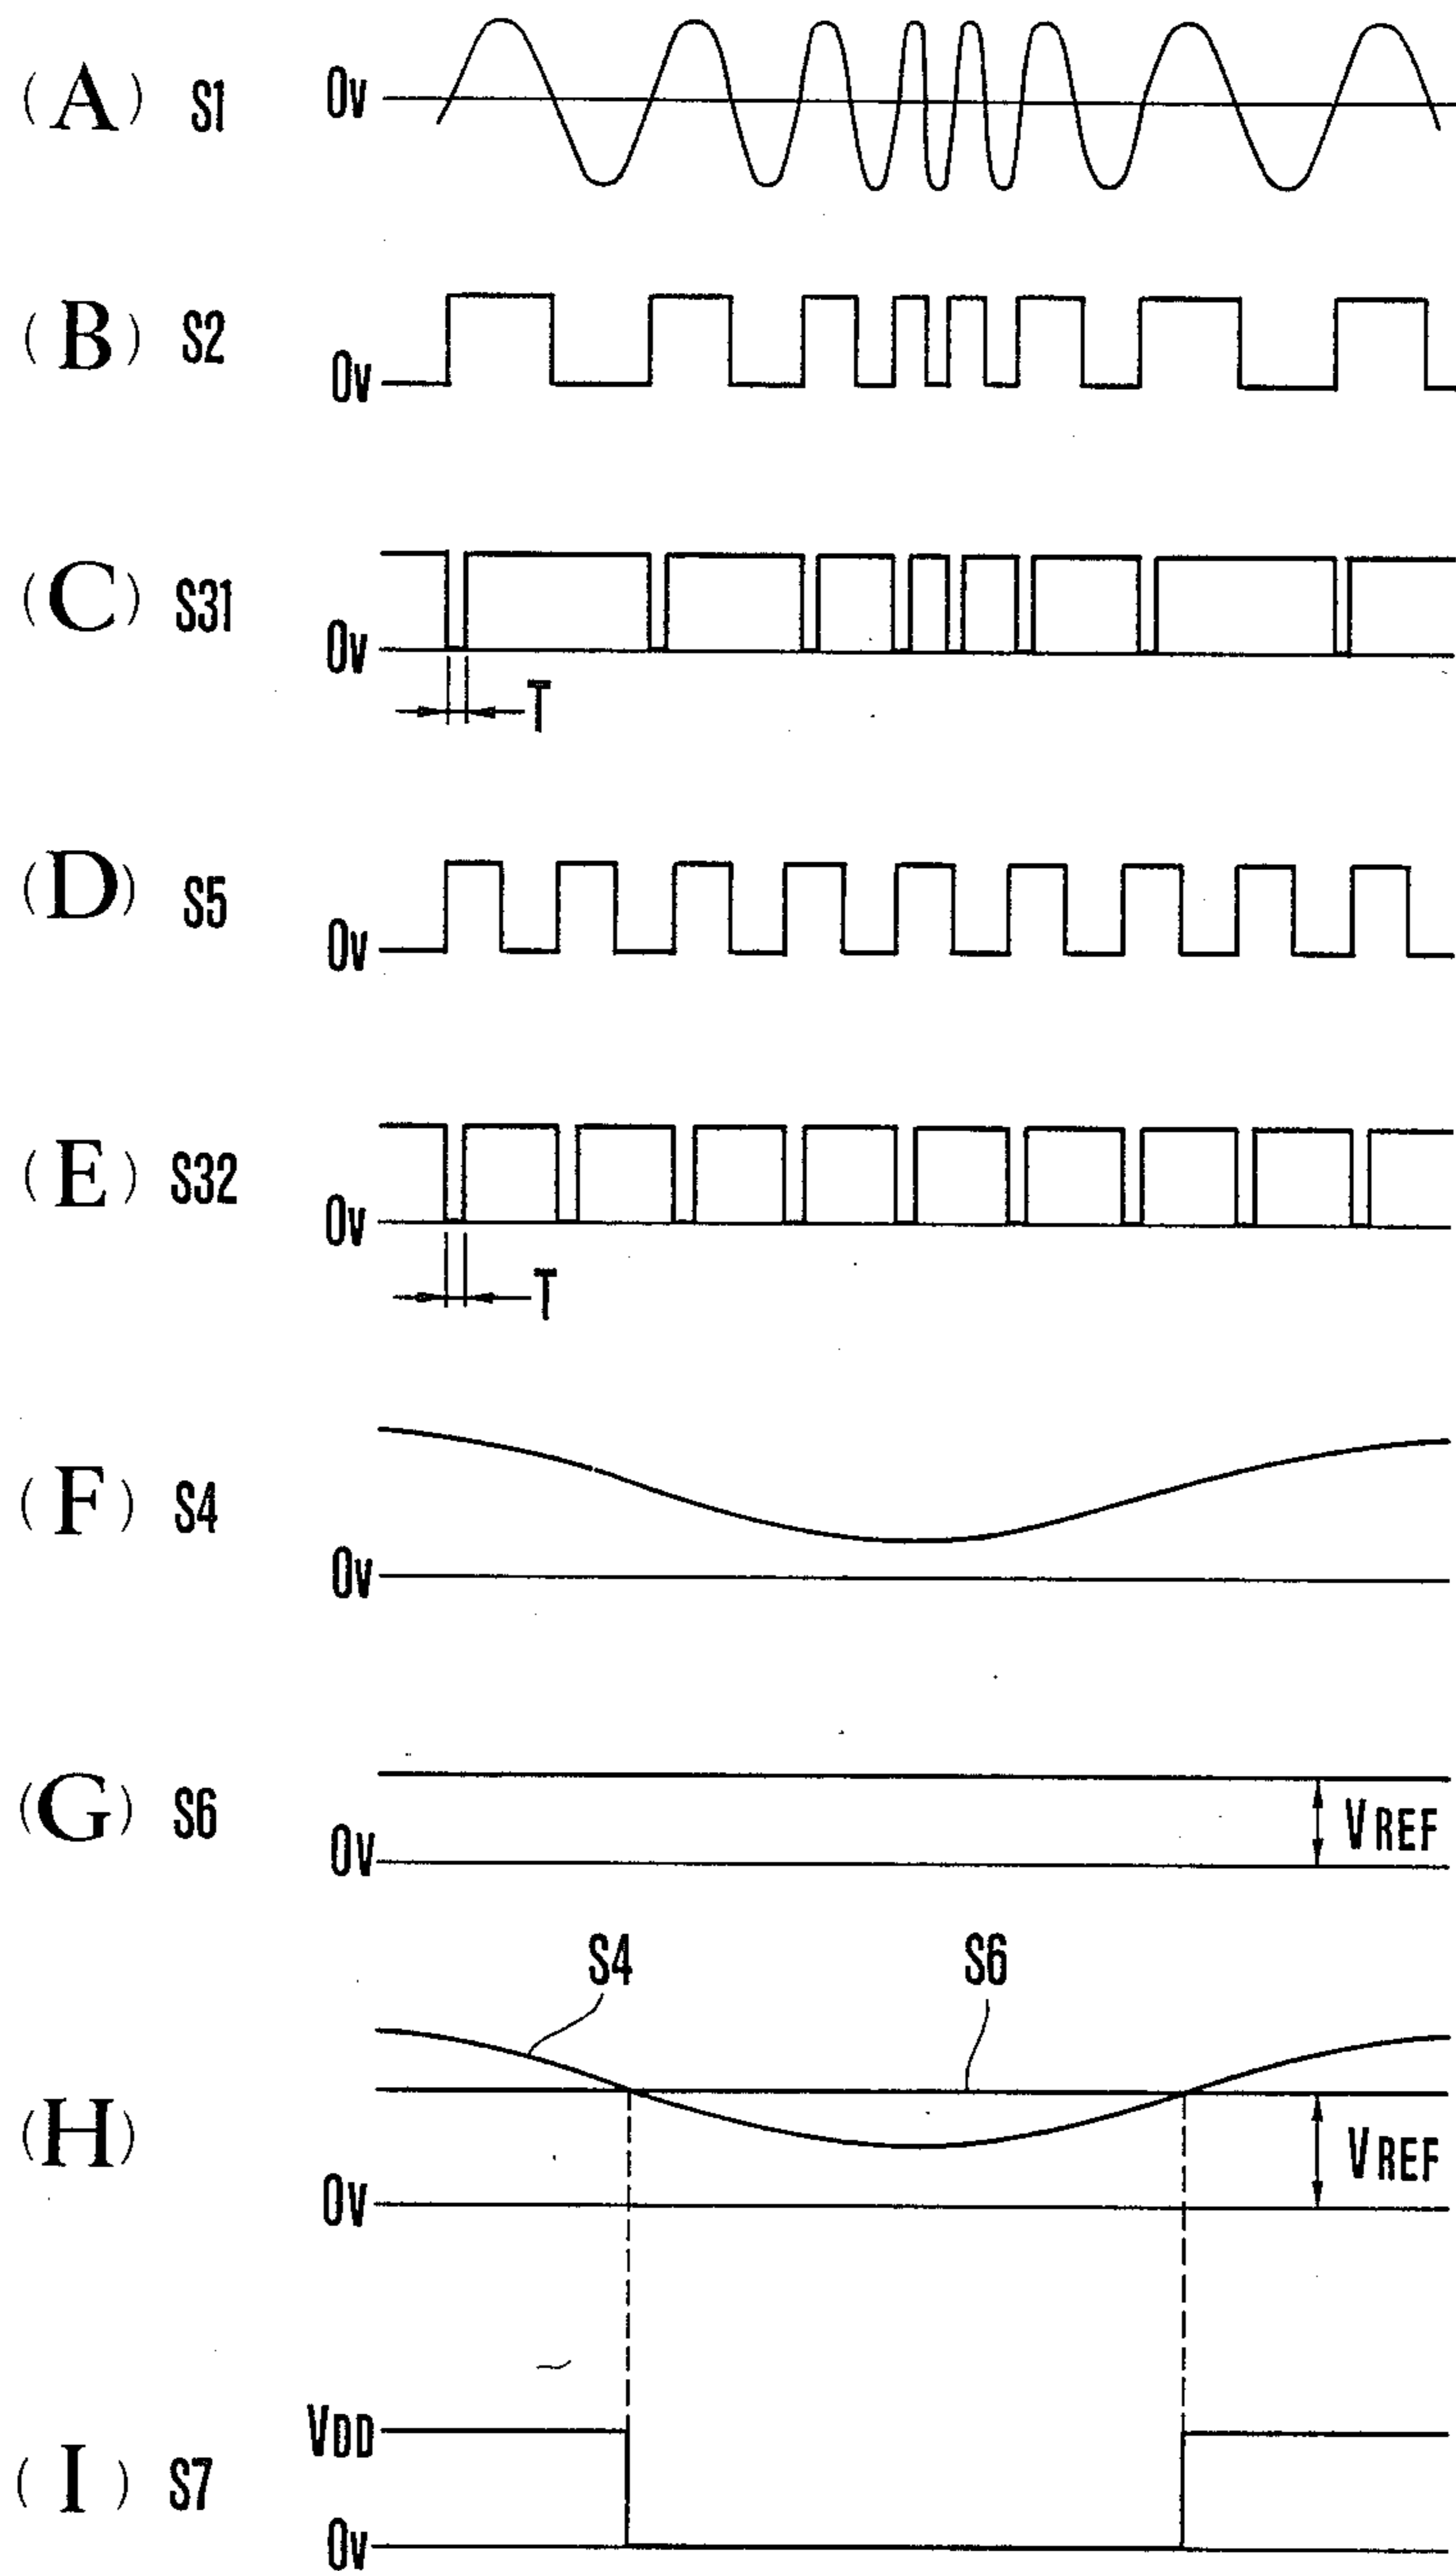 (A) S1 0V
(B) S2 0V
(C) S31 0V
T
(D) S5 0V
(E) S32 0V
T
(F) S4 0V
(G) S6 0V VREF
S4 S6
(H) 0V VREF
VDD
(I) S7 0V